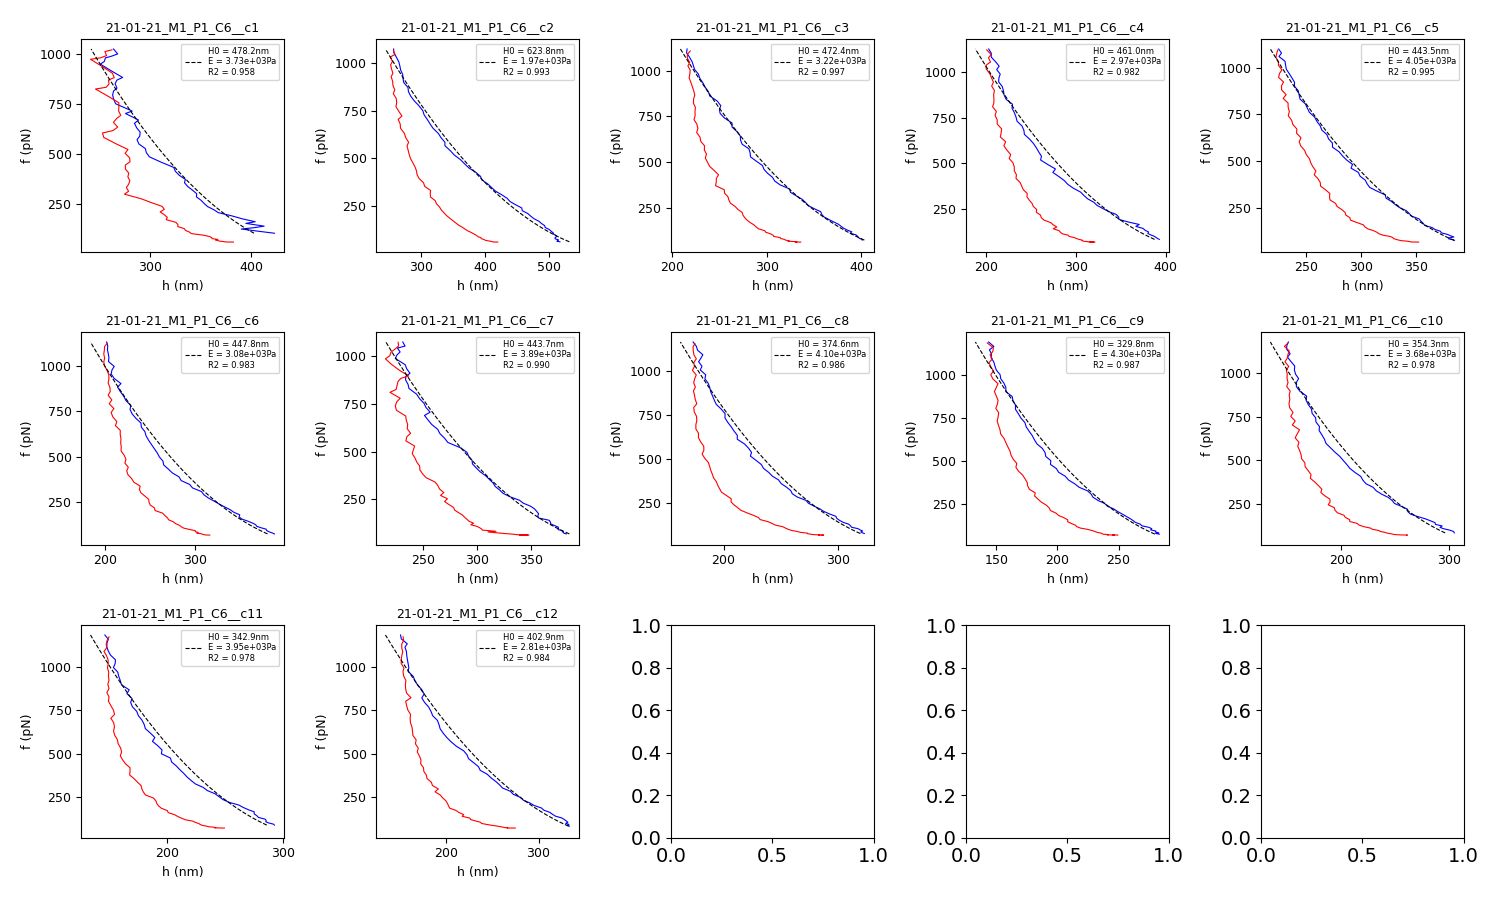 21-01-21_M1_P1_C6__c1
H0 = 478.2nm
E = 3.73e+03Pa
R2 = 0.958
1000
750
500
250
f (pN)
300 400
h (nm)
21-01-21_M1_P1_C6__c2
H0 = 623.8nm
E = 1.97e+03Pa
R2 = 0.993
1000
750
500
250
f (pN)
300 400 500
h (nm)
21-01-21_M1_P1_C6__c3
H0 = 472.4nm
E = 3.22e+03Pa
R2 = 0.997
1000
750
500
250
f (pN)
200 300 400
h (nm)
21-01-21_M1_P1_C6__c4
H0 = 461.0nm
E = 2.97e+03Pa
R2 = 0.982
1000
750
500
250
f (pN)
200 300 400
h (nm)
21-01-21_M1_P1_C6__c5
H0 = 443.5nm
E = 4.05e+03Pa
R2 = 0.995
1000
750
500
250
f (pN)
250 300 350
h (nm)
21-01-21_M1_P1_C6__c6
H0 = 447.8nm
E = 3.08e+03Pa
R2 = 0.983
1000
750
500
250
f (pN)
200 300
h (nm)
21-01-21_M1_P1_C6__c7
H0 = 443.7nm
E = 3.89e+03Pa
R2 = 0.990
1000
750
500
250
f (pN)
250 300 350
h (nm)
21-01-21_M1_P1_C6__c8
H0 = 374.6nm
E = 4.10e+03Pa
R2 = 0.986
1000
750
500
250
f (pN)
200 300
h (nm)
21-01-21_M1_P1_C6__c9
H0 = 329.8nm
E = 4.30e+03Pa
R2 = 0.987
1000
750
500
250
f (pN)
150 200 250
h (nm)
21-01-21_M1_P1_C6__c10
H0 = 354.3nm
E = 3.68e+03Pa
R2 = 0.978
1000
750
500
250
f (pN)
200 300
h (nm)
21-01-21_M1_P1_C6__c11
H0 = 342.9nm
E = 3.95e+03Pa
R2 = 0.978
1000
750
500
250
f (pN)
200 300
h (nm)
21-01-21_M1_P1_C6__c12
H0 = 402.9nm
E = 2.81e+03Pa
R2 = 0.984
1000
750
500
250
f (pN)
200 300
h (nm)
1.0
0.8
0.6
0.4
0.2
0.0
0.0 0.5 1.0
1.0
0.8
0.6
0.4
0.2
0.0
0.0 0.5 1.0
1.0
0.8
0.6
0.4
0.2
0.0
0.0 0.5 1.0